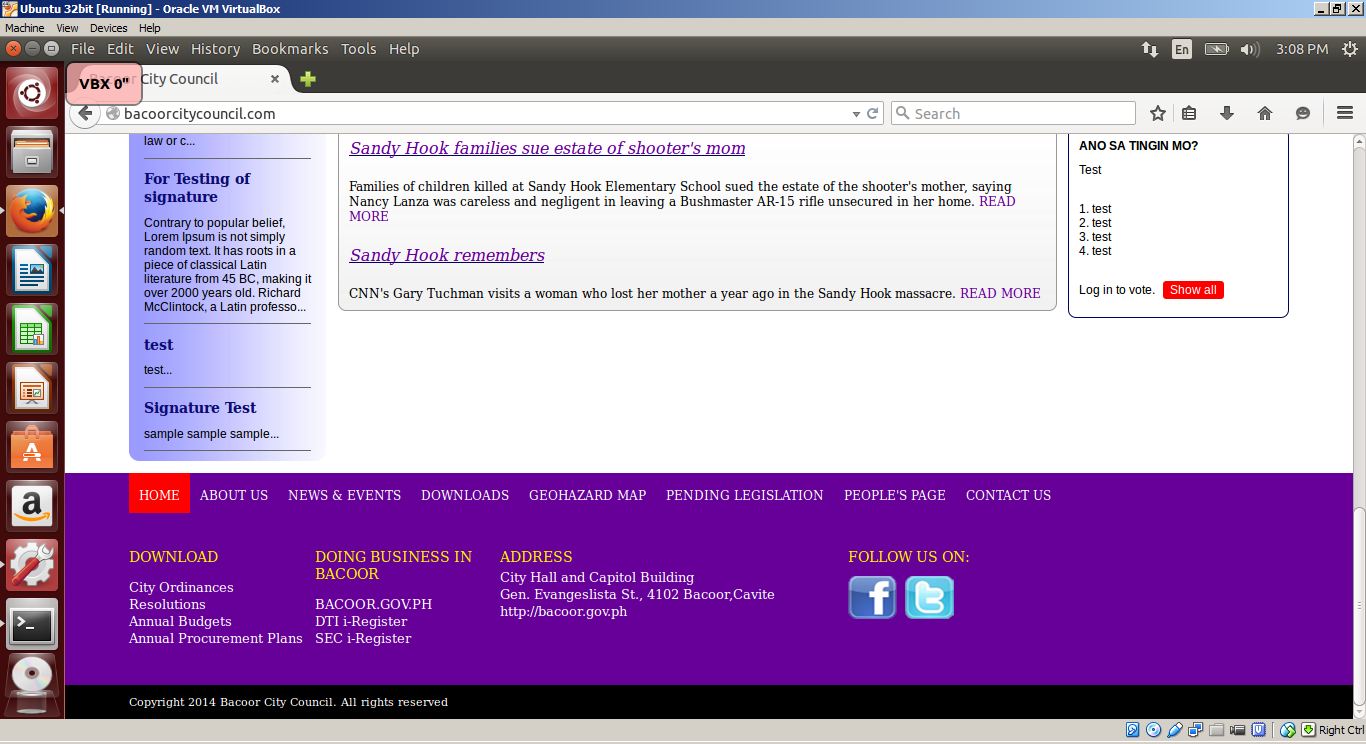 Ubuntu 32bit [Running] - Oracle VM VirtualBox
Machine View Devices Help
File Edit View History Bookmarks Tools Help
En
3:08 PM
VBX 0"
City Council
bacoorcitycouncil.com
Search
law or c...
For Testing of
signature
Contrary to popular belief,
Lorem Ipsum is not simply
random text. It has roots in a
piece of classical Latin
literature from 45 BC, making it
over 2000 years old. Richard
McClintock, a Latin professo...
test
test...
Signature Test
sample sample sample...
Sandy Hook families sue estate of shooter's mom
Families of children killed at Sandy Hook Elementary School sued the estate of the shooter's mother, saying
Nancy Lanza was careless and negligent in leaving a Bushmaster AR-15 rifle unsecured in her home. READ
MORE
Sandy Hook remembers
CNN's Gary Tuchman visits a woman who lost her mother a year ago in the Sandy Hook massacre. READ MORE
ANO SA TINGIN MO?
Test
1. test
2. test
3. test
4. test
Log in to vote. Show all
HOME ABOUT US NEWS & EVENTS DOWNLOADS GEOHAZARD MAP PENDING LEGISLATION PEOPLE'S PAGE CONTACT US
DOWNLOAD
City Ordinances
Resolutions
Annual Budgets
Annual Procurement Plans
DOING BUSINESS IN
BACOOR
BACOOR.GOV.PH
DTI i-Register
SEC i-Register
ADDRESS
City Hall and Capitol Building
Gen. Evangeslista St., 4102 Bacoor,Cavite
http://bacoor.gov.ph
FOLLOW US ON:
Copyright 2014 Bacoor City Council. All rights reserved
Right Ctrl